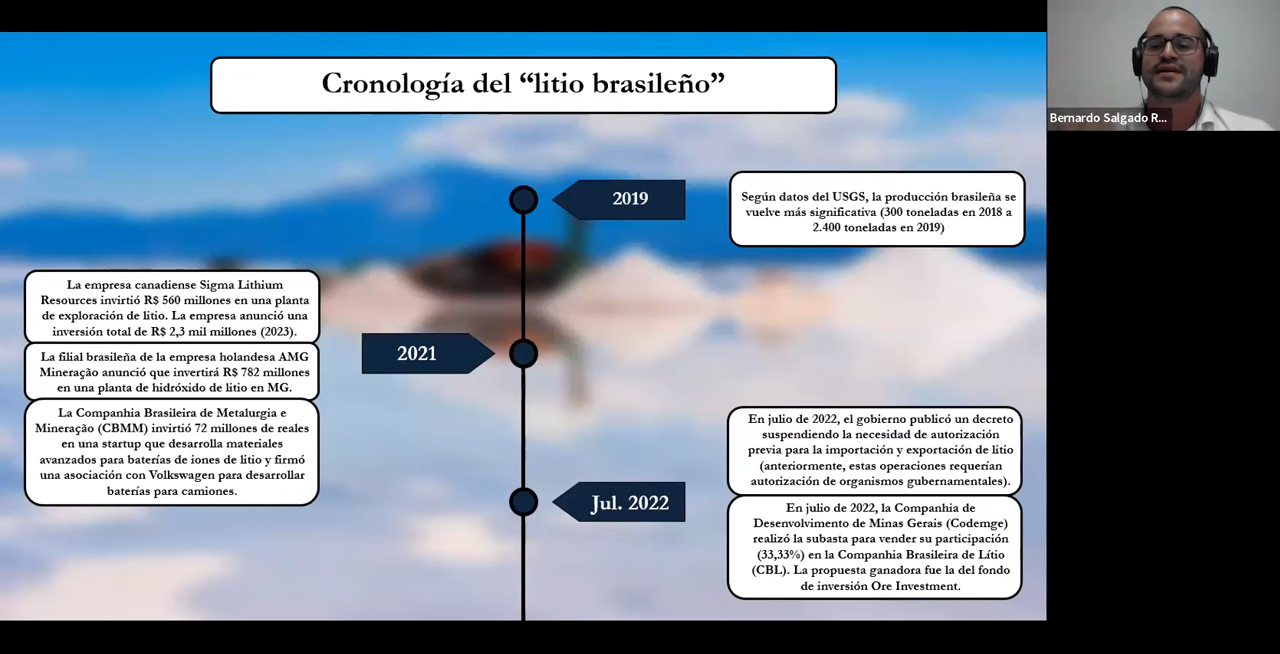 Cronología del “litio brasileño”
Bernardo Salgado R...
2019
Según datos del USGS, la producción brasileña se
vuelve más significativa (300 toneladas en 2018 a
2.400 toneladas en 2019)
La empresa canadiense Sigma Lithium
Resources invirtió R$ 560 millones en una planta
de exploración de litio. La empresa anunció una
inversión total de R$ 2,3 mil millones (2023).
La filial brasileña de la empresa holandesa AMG
Mineração anunció que invertirá R$ 782 millones
en una planta de hidróxido de litio en MG.
La Companhia Brasileira de Metalurgia e
Mineração (CBMM) invirtió 72 millones de reales
en una startup que desarrolla materiales
avanzados para baterías de iones de litio y firmó
una asociación con Volkswagen para desarrollar
baterías para camiones.
2021
En julio de 2022, el gobierno publicó un decreto
suspendiendo la necesidad de autorización
previa para la importación y exportación de litio
(anteriormente, estas operaciones requerían
autorización de organismos gubernamentales).
Jul. 2022
En julio de 2022, la Companhia de
Desenvolvimento de Minas Gerais (Codemge)
realizó la subasta para vender su participación
(33,33%) en la Companhia Brasileira de Lítio
(CBL). La propuesta ganadora fue la del fondo
de inversión Ore Investment.